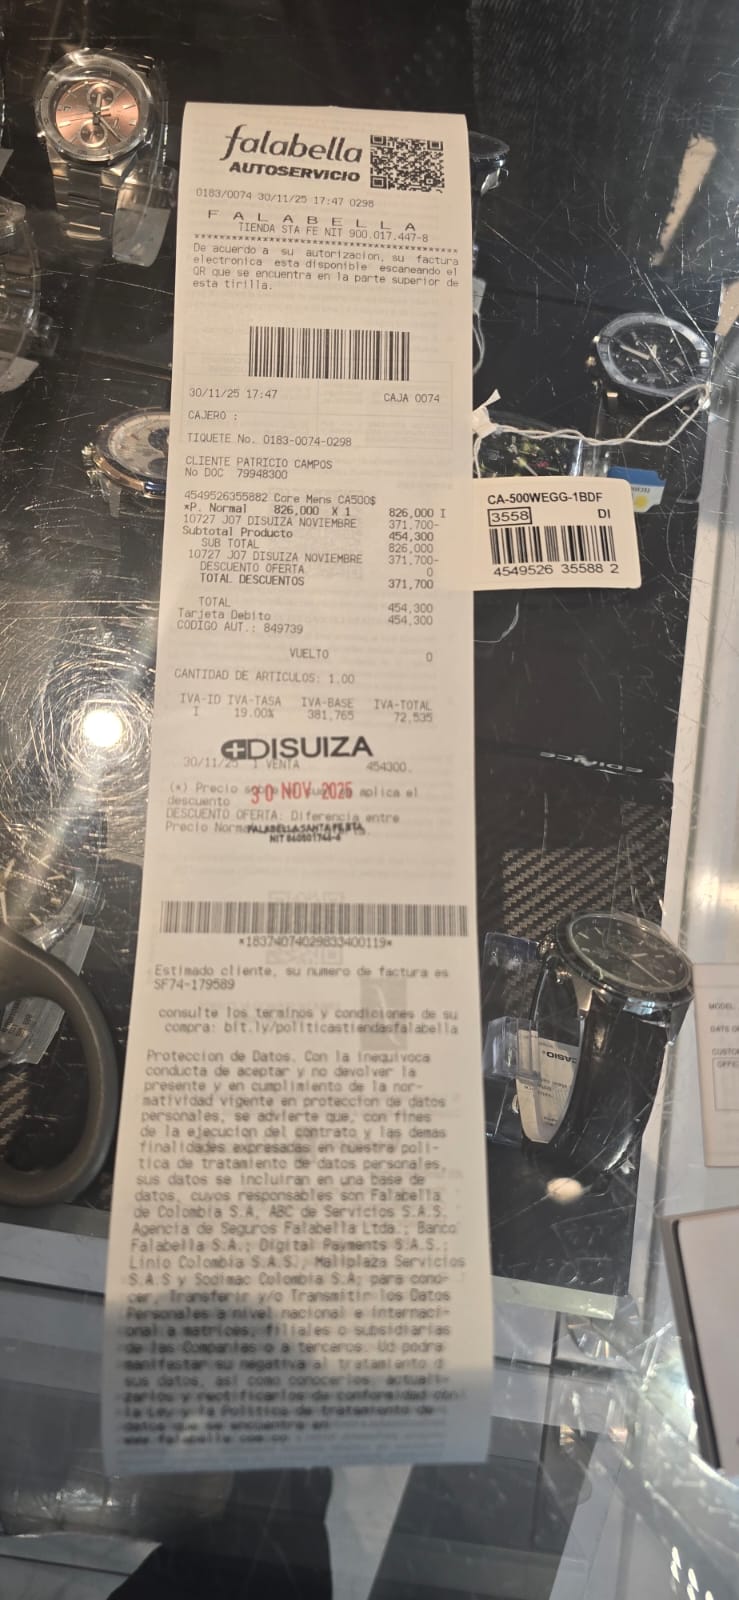 falabella
AUTOSERVICIO
0183/0074 30/11/25 17:47 0298
F A L A B E L L A
TIENDA STA FE NIT 900.017.447-8
De acuerdo a su autorizacion, su factura
electronica esta disponible escaneando el
QR que se encuentra en la parte superior de
esta tirilla.
30/11/25 17:47 CAJA 0074
CAJERO :
TIQUETE No. 0183-0074-0298
CLIENTE PATRICIO CAMPOS
No DOC 79948300
4549526355882 Core Mens CA500$
*P. Normal 826,000 X 1 826,000 I
10727 J07 DISUIZA NOVIEMBRE 371.700-
Subtotal Producto 454,300
SUB TOTAL 826,000
10727 J07 DISUIZA NOVIEMBRE 371.700-
DESCUENTO OFERTA 0
TOTAL DESCUENTOS 371,700
TOTAL 454,300
Tarjeta Debito 454,300
CODIGO AUT.: 849739
VUELTO 0
CANTIDAD DE ARTICULOS: 1.00
IVA-ID IVA-TASA IVA-BASE IVA-TOTAL
I 19.00% 381,765 72,535
DISUIZA
30/11/25 1 VENTA 454300.
(*) Precio aplica el
30 NOV 2025
descuento
DESCUENTO OFERTA: Diferencia entre
Precio
FALABELLA SANTA FE
*18374074029833400119*
Estimado cliente, su numero de factura es
SF74-179589
consulte los terminos y condiciones de su
compra: bit.ly/politicastiendasfalabella
Proteccion de Datos. Con la inequivoca
conducta de aceptar y no devolver la
presente y en cumplimiento de la nor-
matividad vigente en proteccion de datos
personales, se advierte que, con fines
de la ejecucion del contrato y las demas
finalidades expresadas en nuestra poli-
tica de tratamiento de datos personales,
sus datos se incluiran en una base de
datos, cuyos responsables son Falabella
de Colombia S.A, ABC de Servicios S.A.S,
Agencia de Seguros Falabella Ltda.; Banco
Falabella S.A.; Digital Payments S.A.S.;
Linio Colombia S.A.S.; Mallplaza Servicios
S.A.S y Sodimac Colombia S.A; para cono-
cer, Transferir y/o Transmitir los Datos
Personales a nivel nacional e internaci-
onal a matrices, filiales o subsidiarias
de las Companias o a terceros. Ud podra
manifestar su negativa al tratamiento d
sus datos, asi como conocerlos, actuali-
zarlos y rectificarlos de conformidad con
la Ley y la Politica de tratamiento de
datos que se encuentra en
www.falabella.com.co
CA-500WEGG-1BDF
3558 DI
4549526 35588 2
EDIFICE
CASIO
MODEL